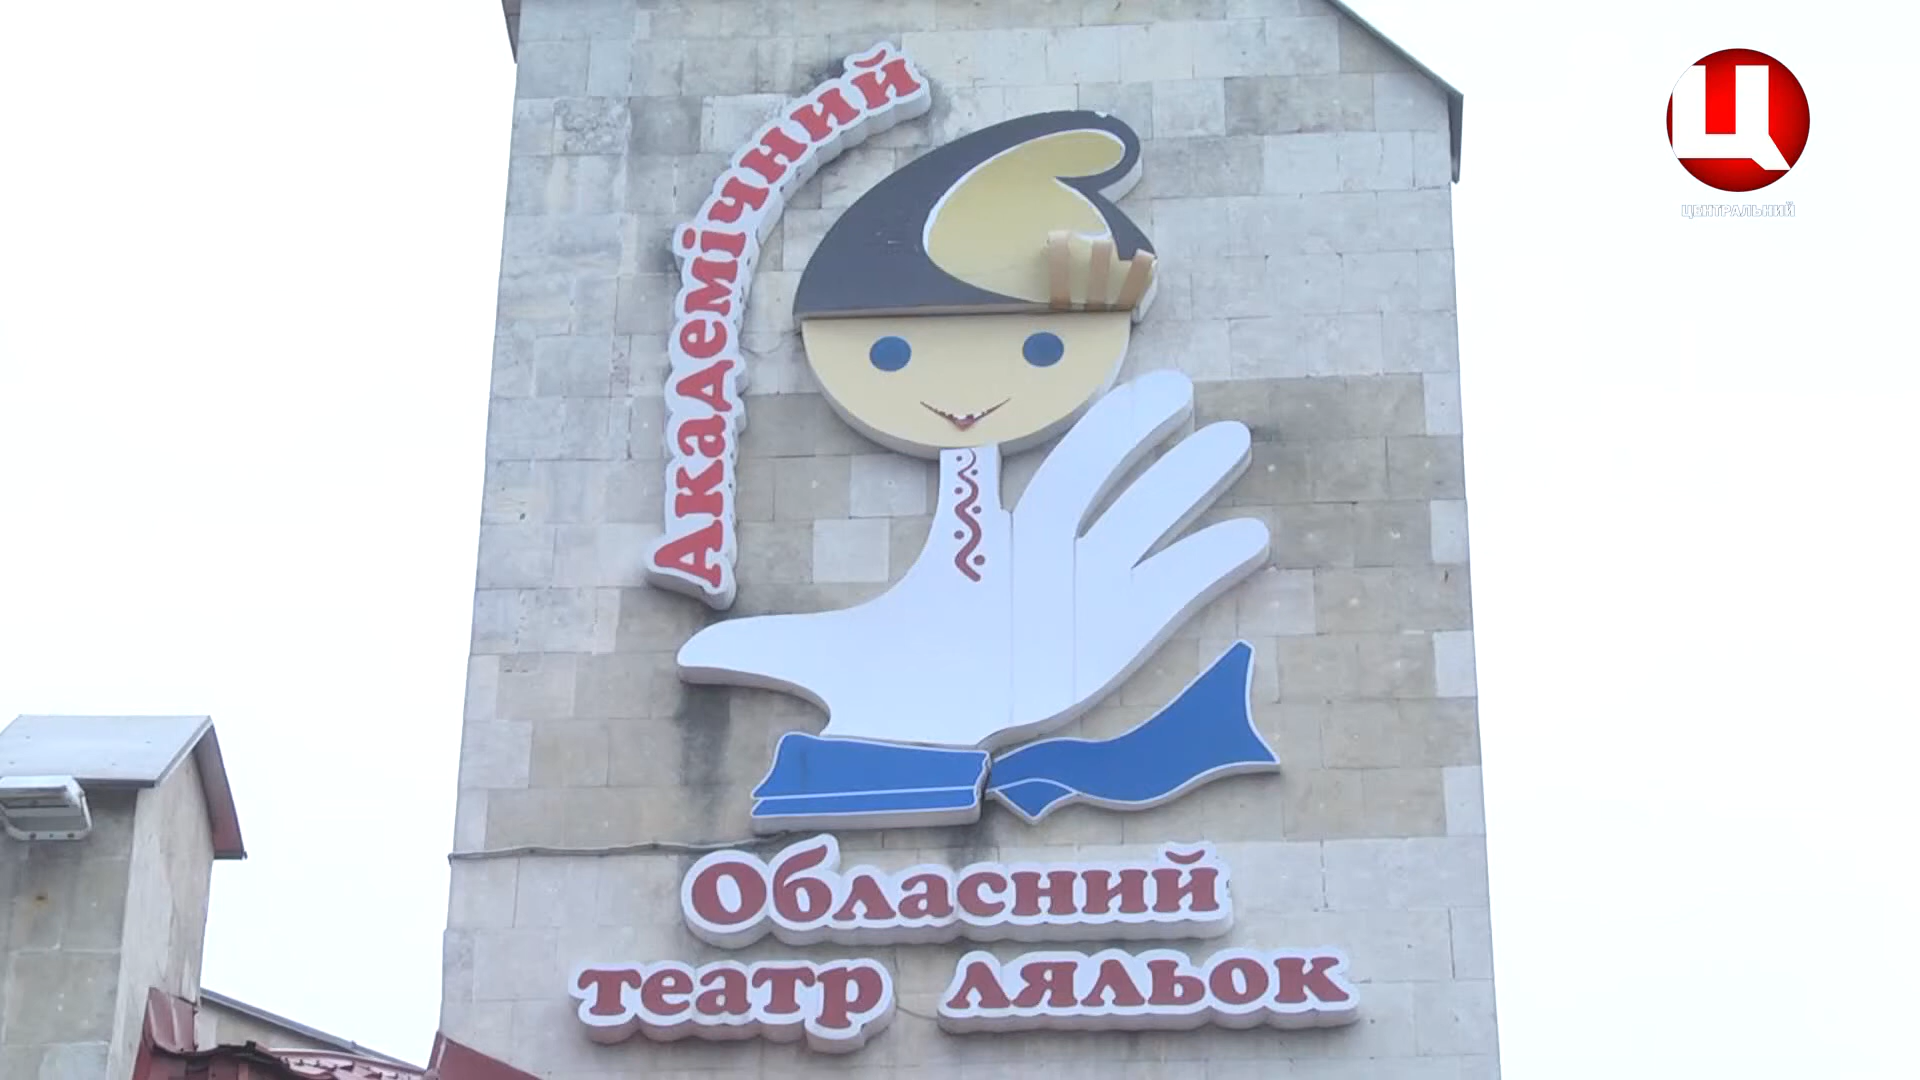 Академічний
Обласний
театр ляльок
Ц
ЦЕНТРАЛЬНИЙ